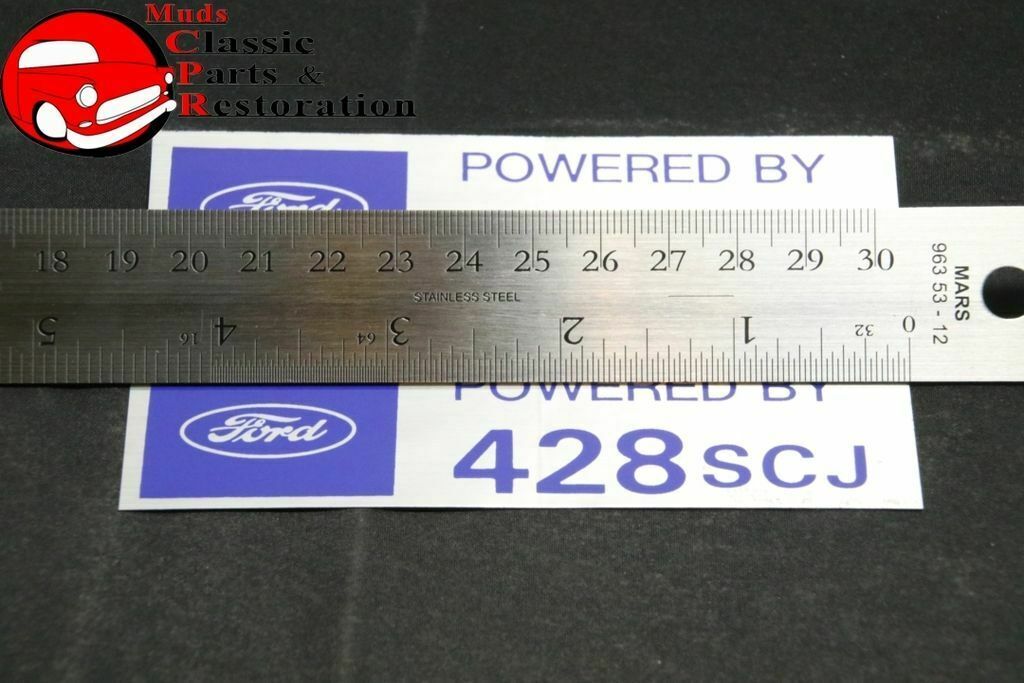 Muds
Classic
Parts &
Restoration
POWERED BY
Ford
18 19 20 21 22 23 24 25 26 27 28 29 30
STAINLESS STEEL
MARS
963 53 - 12
5 16 4 64 3 2 1 32 0
POWERED BY
Ford
428 SCJ